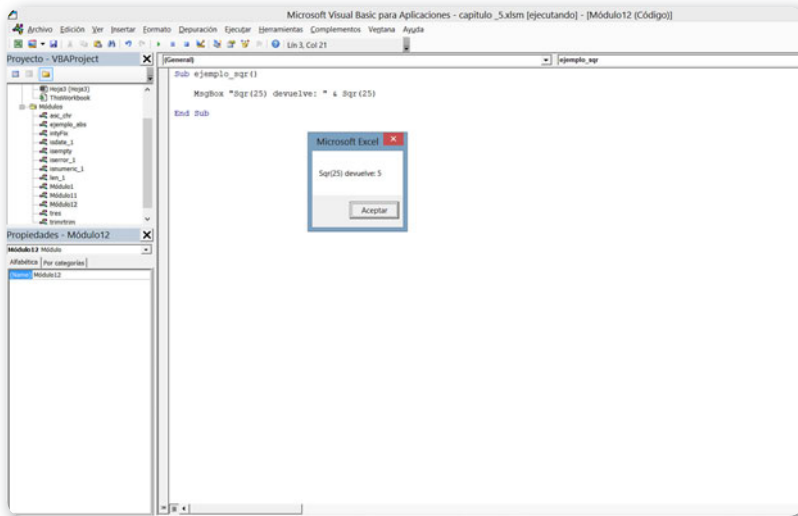 Microsoft Visual Basic para Aplicaciones - capitulo _5.xlsm [ejecutando] - [Módulo12 (Código)]
Archivo Edición Ver Insertar Formato Depuración Ejecutar Herramientas Complementos Ventana Ayuda
Lín 3, Col 21
Proyecto - VBAProject
(General)
ejemplo_sqr
Hoja3 (Hoja3)
ThisWorkbook
Módulos
asc_chr
ejemplo_abs
intyFix
isdate_1
isempty
iserror_1
isnumeric_1
len_1
Módulo1
Módulo11
Módulo12
tres
Propiedades - Módulo12
Módulo12 Módulo
Alfabética Por categorías
(Name) Módulo12
Sub ejemplo_sqr()
MsgBox "Sqr(25) devuelve: " & Sqr(25)
End Sub
Microsoft Excel
Sqr(25) devuelve: 5
Aceptar